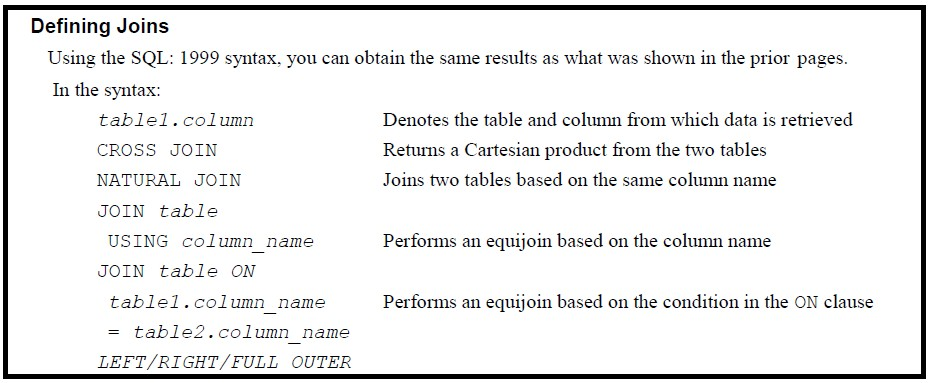 Defining Joins
Using the SQL: 1999 syntax, you can obtain the same results as what was shown in the prior pages.
In the syntax:
table1.column Denotes the table and column from which data is retrieved
CROSS JOIN Returns a Cartesian product from the two tables
NATURAL JOIN Joins two tables based on the same column name
JOIN table
USING column_name Performs an equijoin based on the column name
JOIN table ON
table1.column_name Performs an equijoin based on the condition in the ON clause
= table2.column_name
LEFT/RIGHT/FULL OUTER